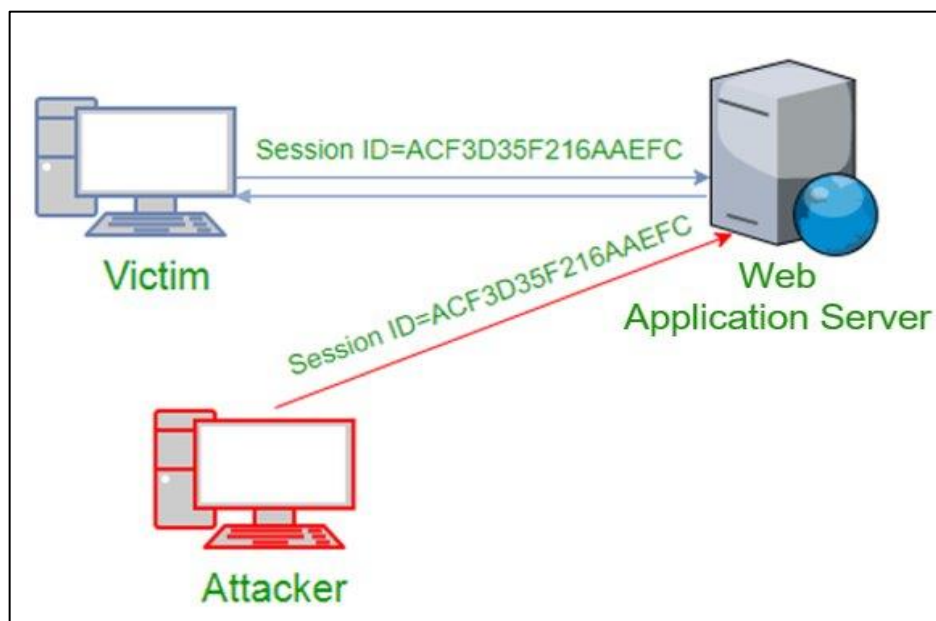 Session ID=ACF3D35F216AAEFC
Victim
Session ID=ACF3D35F216AAEFC
Web
Application Server
Attacker